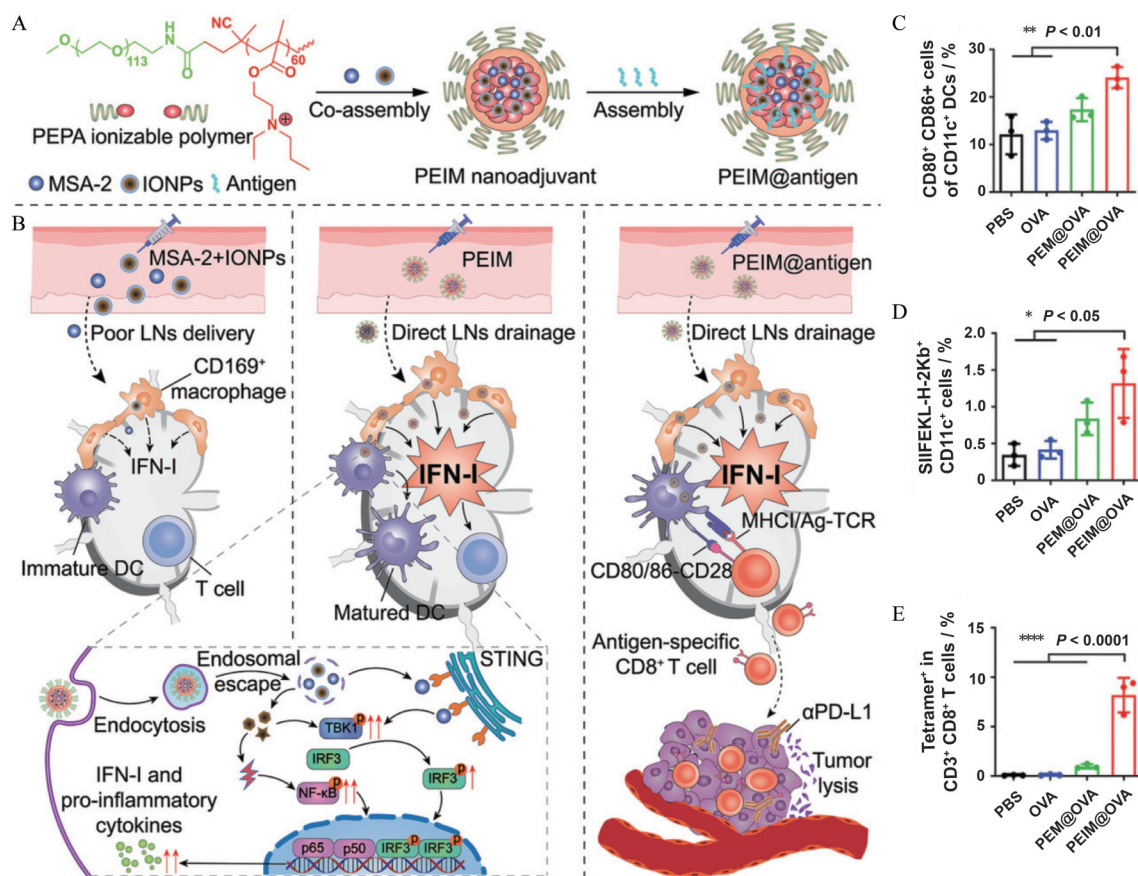 A
NC
O
O
N
H
113
O
60
O
O
N
+
PEPA ionizable polymer
MSA-2 IONPs Antigen
Co-assembly
PEIM nanoadjuvant
Assembly
PEIM@antigen
B
MSA-2+IONPs
Poor LNs delivery
CD169+
macrophage
IFN-I
Immature DC
T cell
PEIM
Direct LNs drainage
IFN-I
Matured DC
PEIM@antigen
Direct LNs drainage
IFN-I
MHCI/Ag-TCR
CD80/86-CD28
Antigen-specific
CD8+ T cell
αPD-L1
Tumor
lysis
Endocytosis
Endosomal
escape
STING
TBK1
p
IRF3
NF-κB
p
IRF3
p
IFN-I and
pro-inflammatory
cytokines
p65 p50 IRF3 IRF3
p p
C
** P < 0.01
CD80+ CD86+ cells
of CD11c+ DCs / %
30
20
10
0
PBS
OVA
PEM@OVA
PEIM@OVA
D
* P < 0.05
SIIFEKL-H-2Kb+
CD11c+ cells / %
2.0
1.5
1.0
0.5
0
PBS
OVA
PEM@OVA
PEIM@OVA
E
**** P < 0.0001
Tetramer+ in
CD3+ CD8+ T cells / %
15
10
5
0
PBS
OVA
PEM@OVA
PEIM@OVA